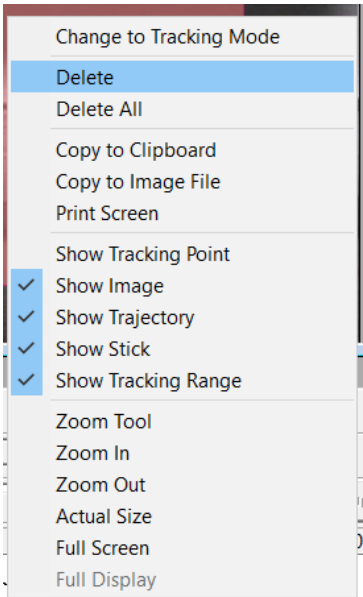 Change to Tracking Mode
Delete
Delete All
Copy to Clipboard
Copy to Image File
Print Screen
Show Tracking Point
Show Image
Show Trajectory
Show Stick
Show Tracking Range
Zoom Tool
Zoom In
Zoom Out
Actual Size
Full Screen
Full Display